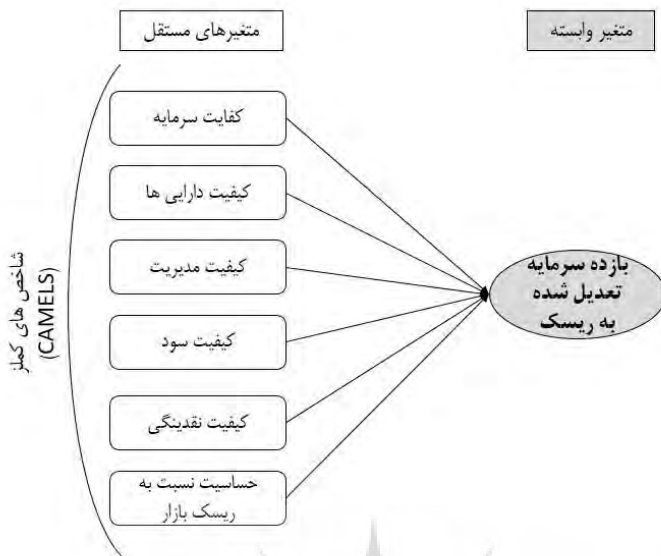 متغیرهای مستقل
متغیر وابسته
شاخص های کملز
(CAMELS)
کفایت سرمایه
کیفیت دارایی ها
کیفیت مدیریت
کیفیت سود
کیفیت نقدینگی
حساسیت نسبت به
ریسک بازار
بازده سرمایه
تعدیل شده
به ریسک